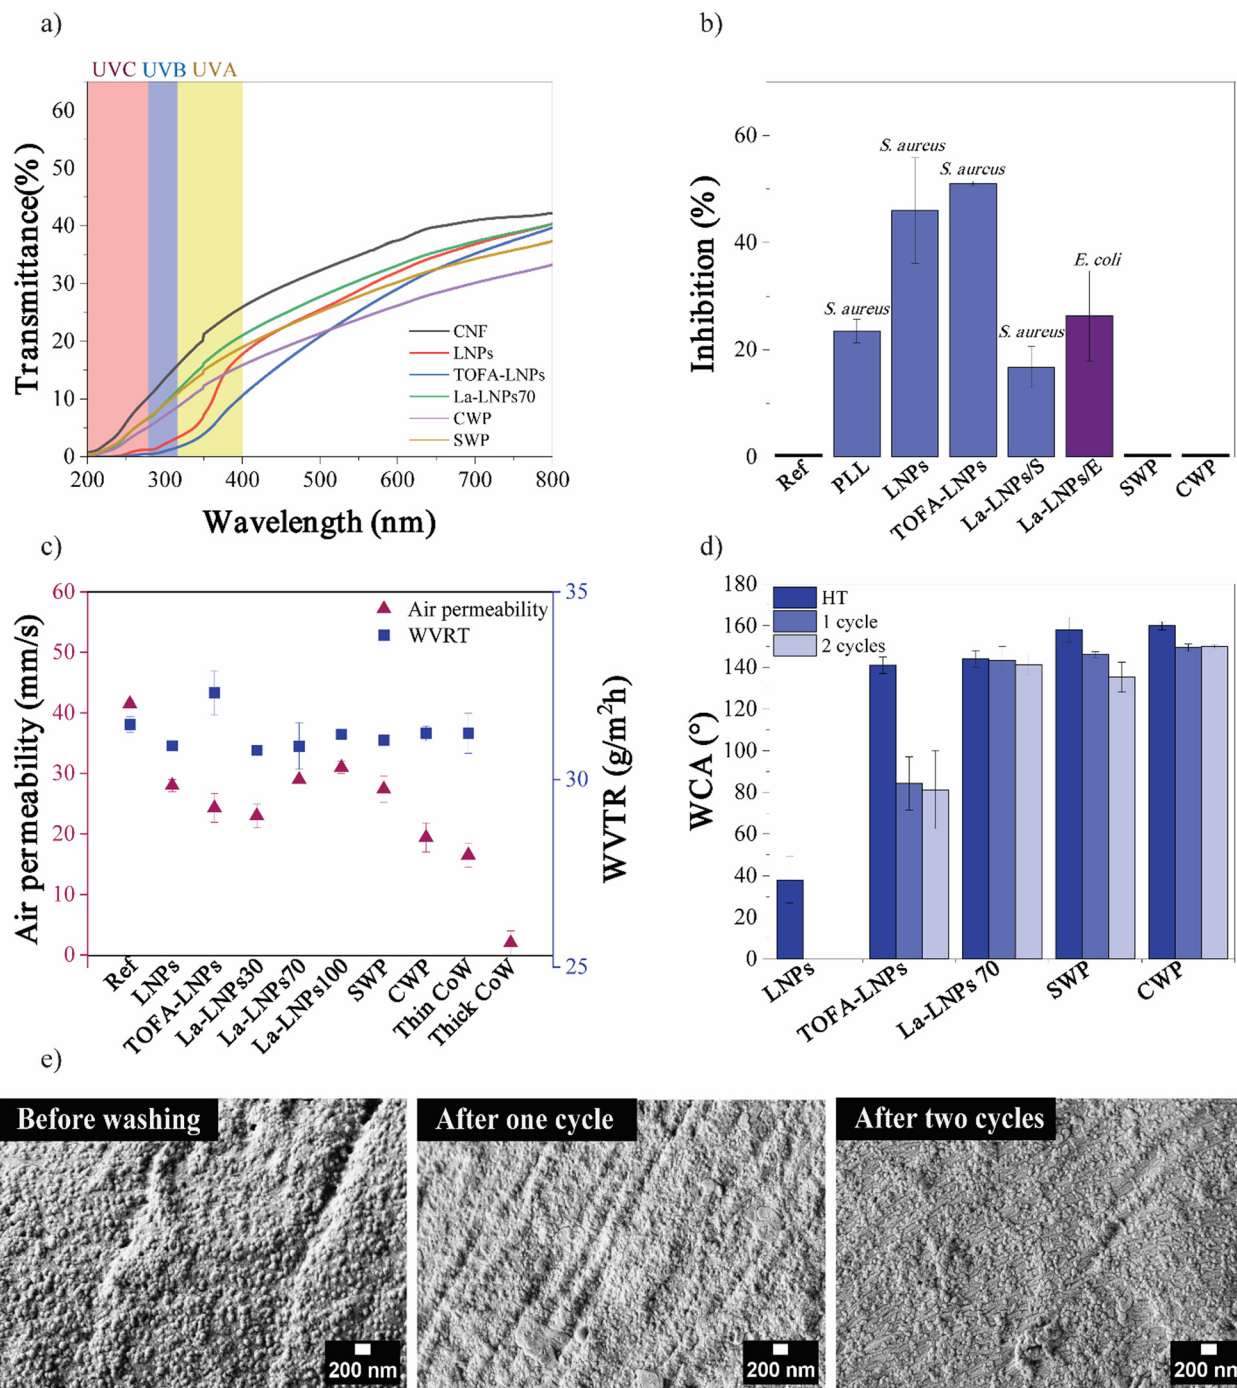 a)
UVC UVB UVA
60
50
40
30
20
10
0
Transmittance(%)
CNF
LNPs
TOFA-LNPs
La-LNPs70
CWP
SWP
200 300 400 500 600 700 800
Wavelength (nm)
b)
60
40
20
0
Inhibition (%)
S. aureus
S. aureus
S. aureus
S. aureus
E. coli
Ref
PLL
LNPs
TOFA-LNPs
La-LNPs/S
La-LNPs/E
SWP
CWP
c)
60
50
40
30
20
10
0
Air permeability (mm/s)
Air permeability
WVRT
35
30
25
WVTR (g/m²h)
Ref
LNPs
TOFA-LNPs
La-LNPs30
La-LNPs70
La-LNPs100
SWP
CWP
Thin CoW
Thick CoW
d)
180
160
140
120
100
80
60
40
20
0
WCA (°)
HT
1 cycle
2 cycles
LNPs
TOFA-LNPs
La-LNPs 70
SWP
CWP
e)
Before washing
200 nm
After one cycle
200 nm
After two cycles
200 nm